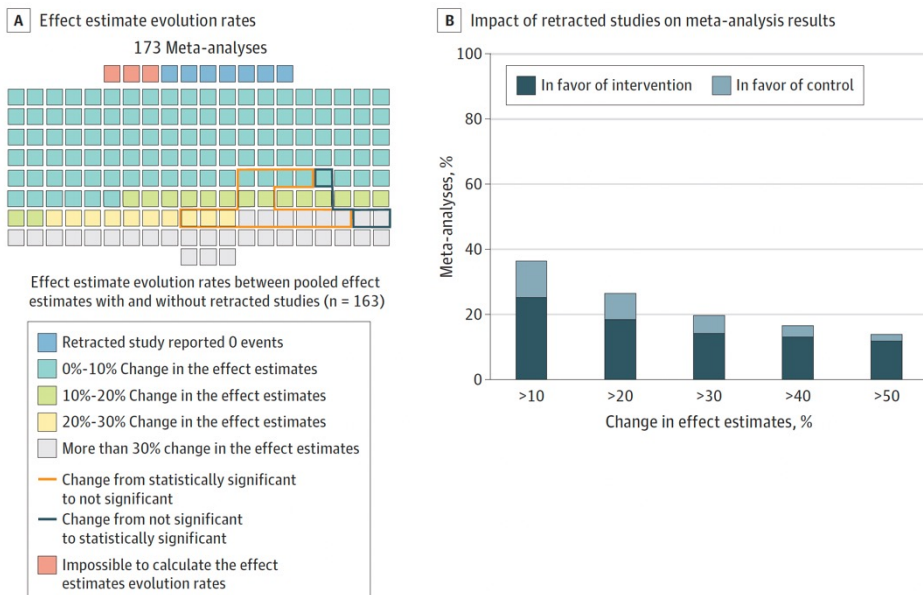 A Effect estimate evolution rates
173 Meta-analyses
Effect estimate evolution rates between pooled effect
estimates with and without retracted studies (n = 163)
Retracted study reported 0 events
0%-10% Change in the effect estimates
10%-20% Change in the effect estimates
20%-30% Change in the effect estimates
More than 30% change in the effect estimates
Change from statistically significant
to not significant
Change from not significant
to statistically significant
Impossible to calculate the effect
estimates evolution rates
B Impact of retracted studies on meta-analysis results
In favor of intervention In favor of control
Meta-analyses, %
100
80
60
40
20
0
>10 >20 >30 >40 >50
Change in effect estimates, %